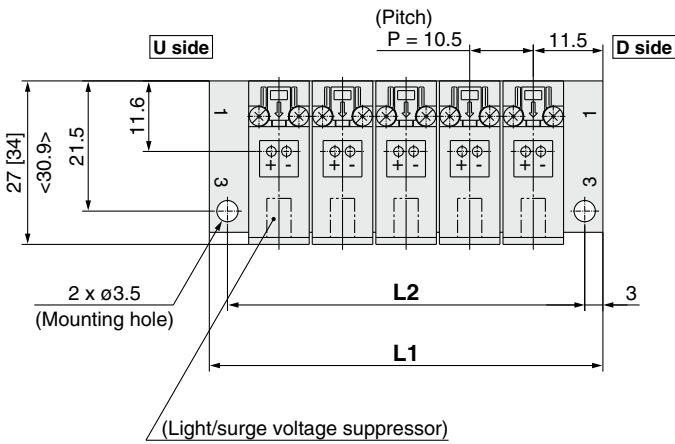 (Pitch)
P = 10.5
11.5
U side
D side
27 [34]
<30.9>
21.5
11.6
1
1
+ -
+ -
+ -
+ -
+ -
3
3
2 x ø3.5
(Mounting hole)
L2
3
L1
(Light/surge voltage suppressor)